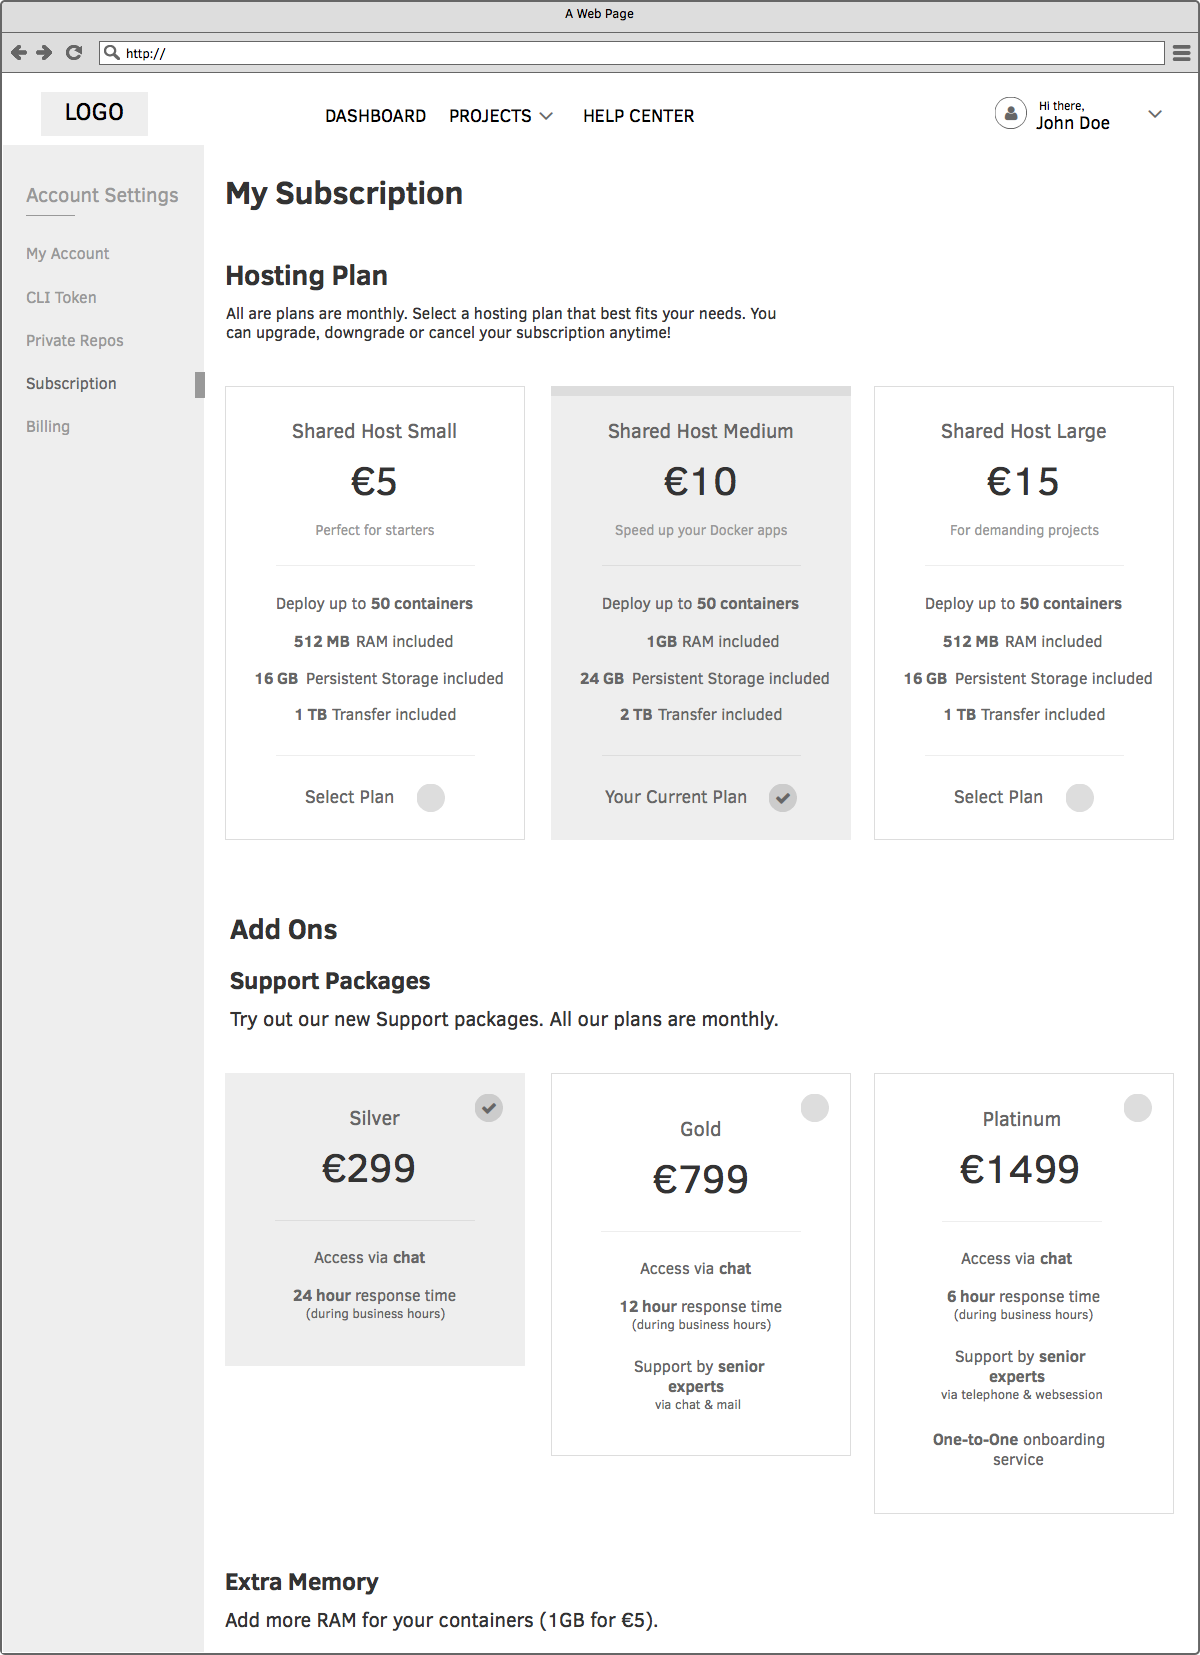 A Web Page
http://
LOGO
DASHBOARD
PROJECTS
HELP CENTER
Hi there,
John Doe
Account Settings
My Account
CLI Token
Private Repos
Subscription
Billing
My Subscription
Hosting Plan
All are plans are monthly. Select a hosting plan that best fits your needs. You
can upgrade, downgrade or cancel your subscription anytime!
Shared Host Small
€5
Perfect for starters
Deploy up to 50 containers
512 MB RAM included
16 GB Persistent Storage included
1 TB Transfer included
Select Plan
Shared Host Medium
€10
Speed up your Docker apps
Deploy up to 50 containers
1GB RAM included
24 GB Persistent Storage included
2 TB Transfer included
Your Current Plan
Shared Host Large
€15
For demanding projects
Deploy up to 50 containers
512 MB RAM included
16 GB Persistent Storage included
1 TB Transfer included
Select Plan
Add Ons
Support Packages
Try out our new Support packages. All our plans are monthly.
Silver
€299
Access via chat
24 hour response time
(during business hours)
Gold
€799
Access via chat
12 hour response time
(during business hours)
Support by senior
experts
via chat & mail
Platinum
€1499
Access via chat
6 hour response time
(during business hours)
Support by senior
experts
via telephone & websession
One-to-One onboarding
service
Extra Memory
Add more RAM for your containers (1GB for €5).